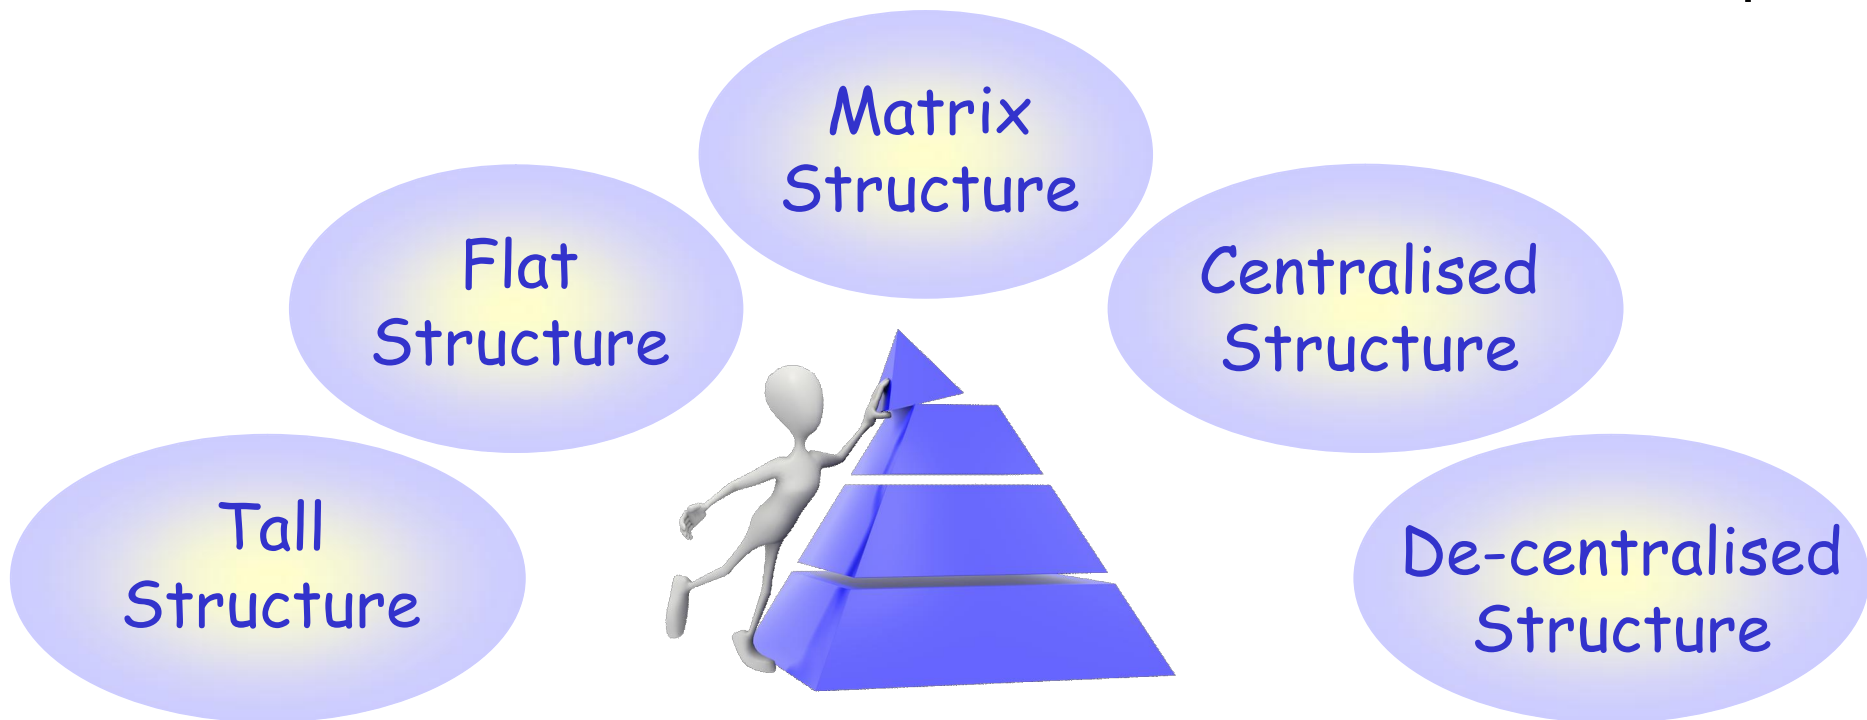 Matrix
Structure
Flat
Structure
Centralised
Structure
Tall
Structure
De-centralised
Structure